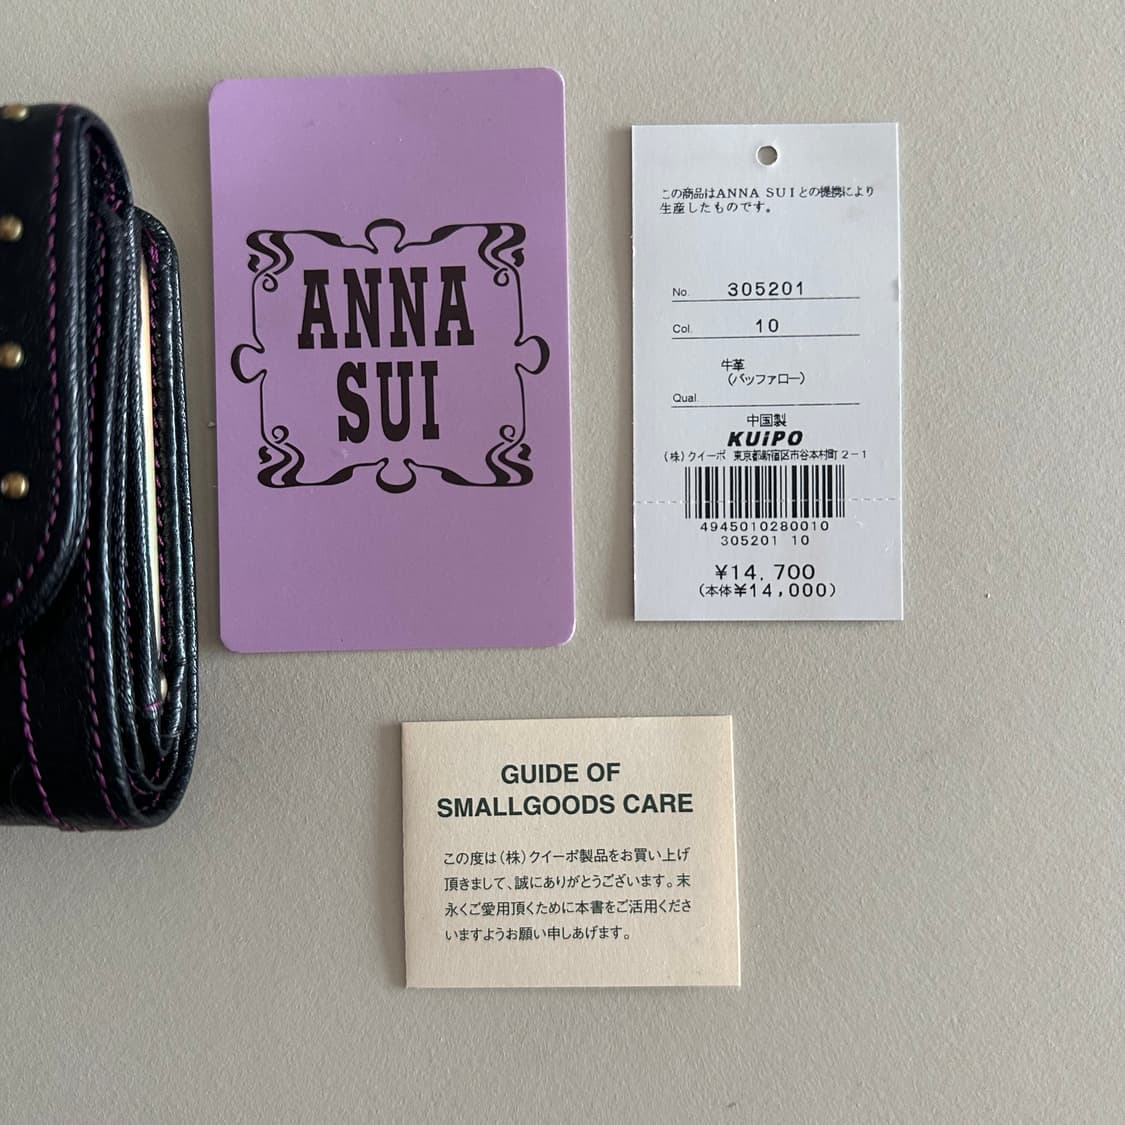 ANNA
SUI
この商品はANNA SUIとの提携により
生産したものです。
No. 305201
Col. 10
牛革
(バッファロー)
Qual.
中国製
KUiPO
(株)クイーポ 東京都新宿区市谷本村町2-1
4945010280010
305201 10
¥14,700
(本体¥14,000)
GUIDE OF
SMALLGOODS CARE
この度は(株)クイーポ製品をお買い上げ
頂きまして、誠にありがとうございます。末
永くご愛用頂くために本書をご活用くださ
いますようお願い申しあげます。